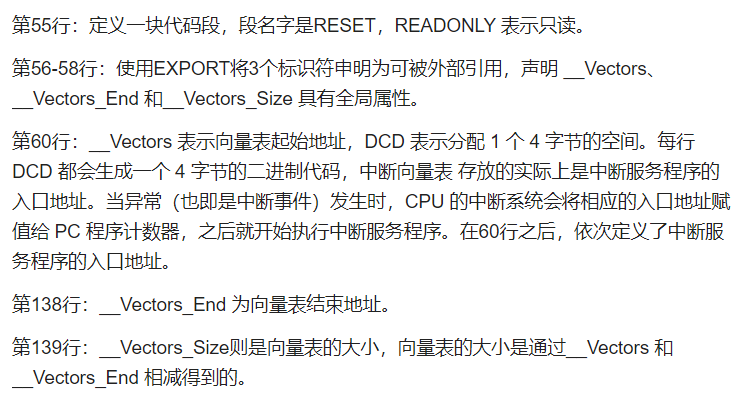 第55行：定义一块代码段，段名字是RESET，READONLY 表示只读。
第56-58行：使用EXPORT将3个标识符申明为可被外部引用，声明 __Vectors、
__Vectors_End 和__Vectors_Size 具有全局属性。
第60行：__Vectors 表示向量表起始地址，DCD 表示分配 1 个 4 字节的空间。每行
DCD 都会生成一个 4 字节的二进制代码，中断向量表 存放的实际上是中断服务程序的
入口地址。当异常（也即是中断事件）发生时，CPU 的中断系统会将相应的入口地址赋
值给 PC 程序计数器，之后就开始执行中断服务程序。在60行之后，依次定义了中断服
务程序的入口地址。
第138行：__Vectors_End 为向量表结束地址。
第139行：__Vectors_Size则是向量表的大小，向量表的大小是通过__Vectors 和
__Vectors_End 相减得到的。